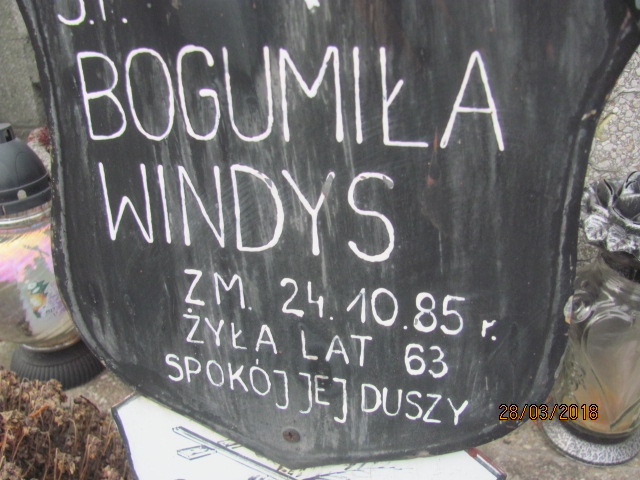 Ś.P.
BOGUMIŁA
WINDYS
ZM. 24.10.85 r.
ŻYŁA LAT 63
SPOKÓJ JEJ DUSZY
28/03/2018